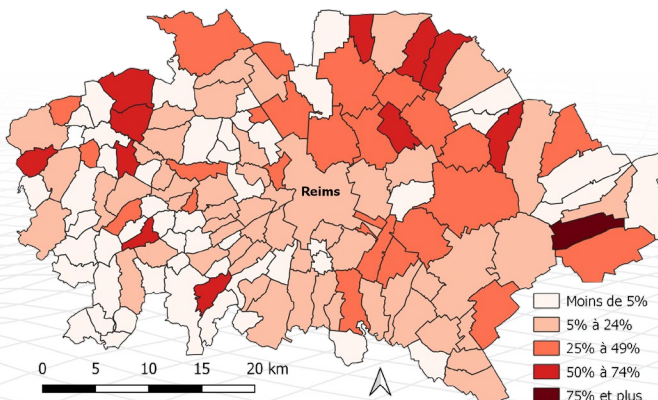 Reims
Moins de 5%
5% à 24%
25% à 49%
50% à 74%
75% et plus
0 5 10 15 20 km